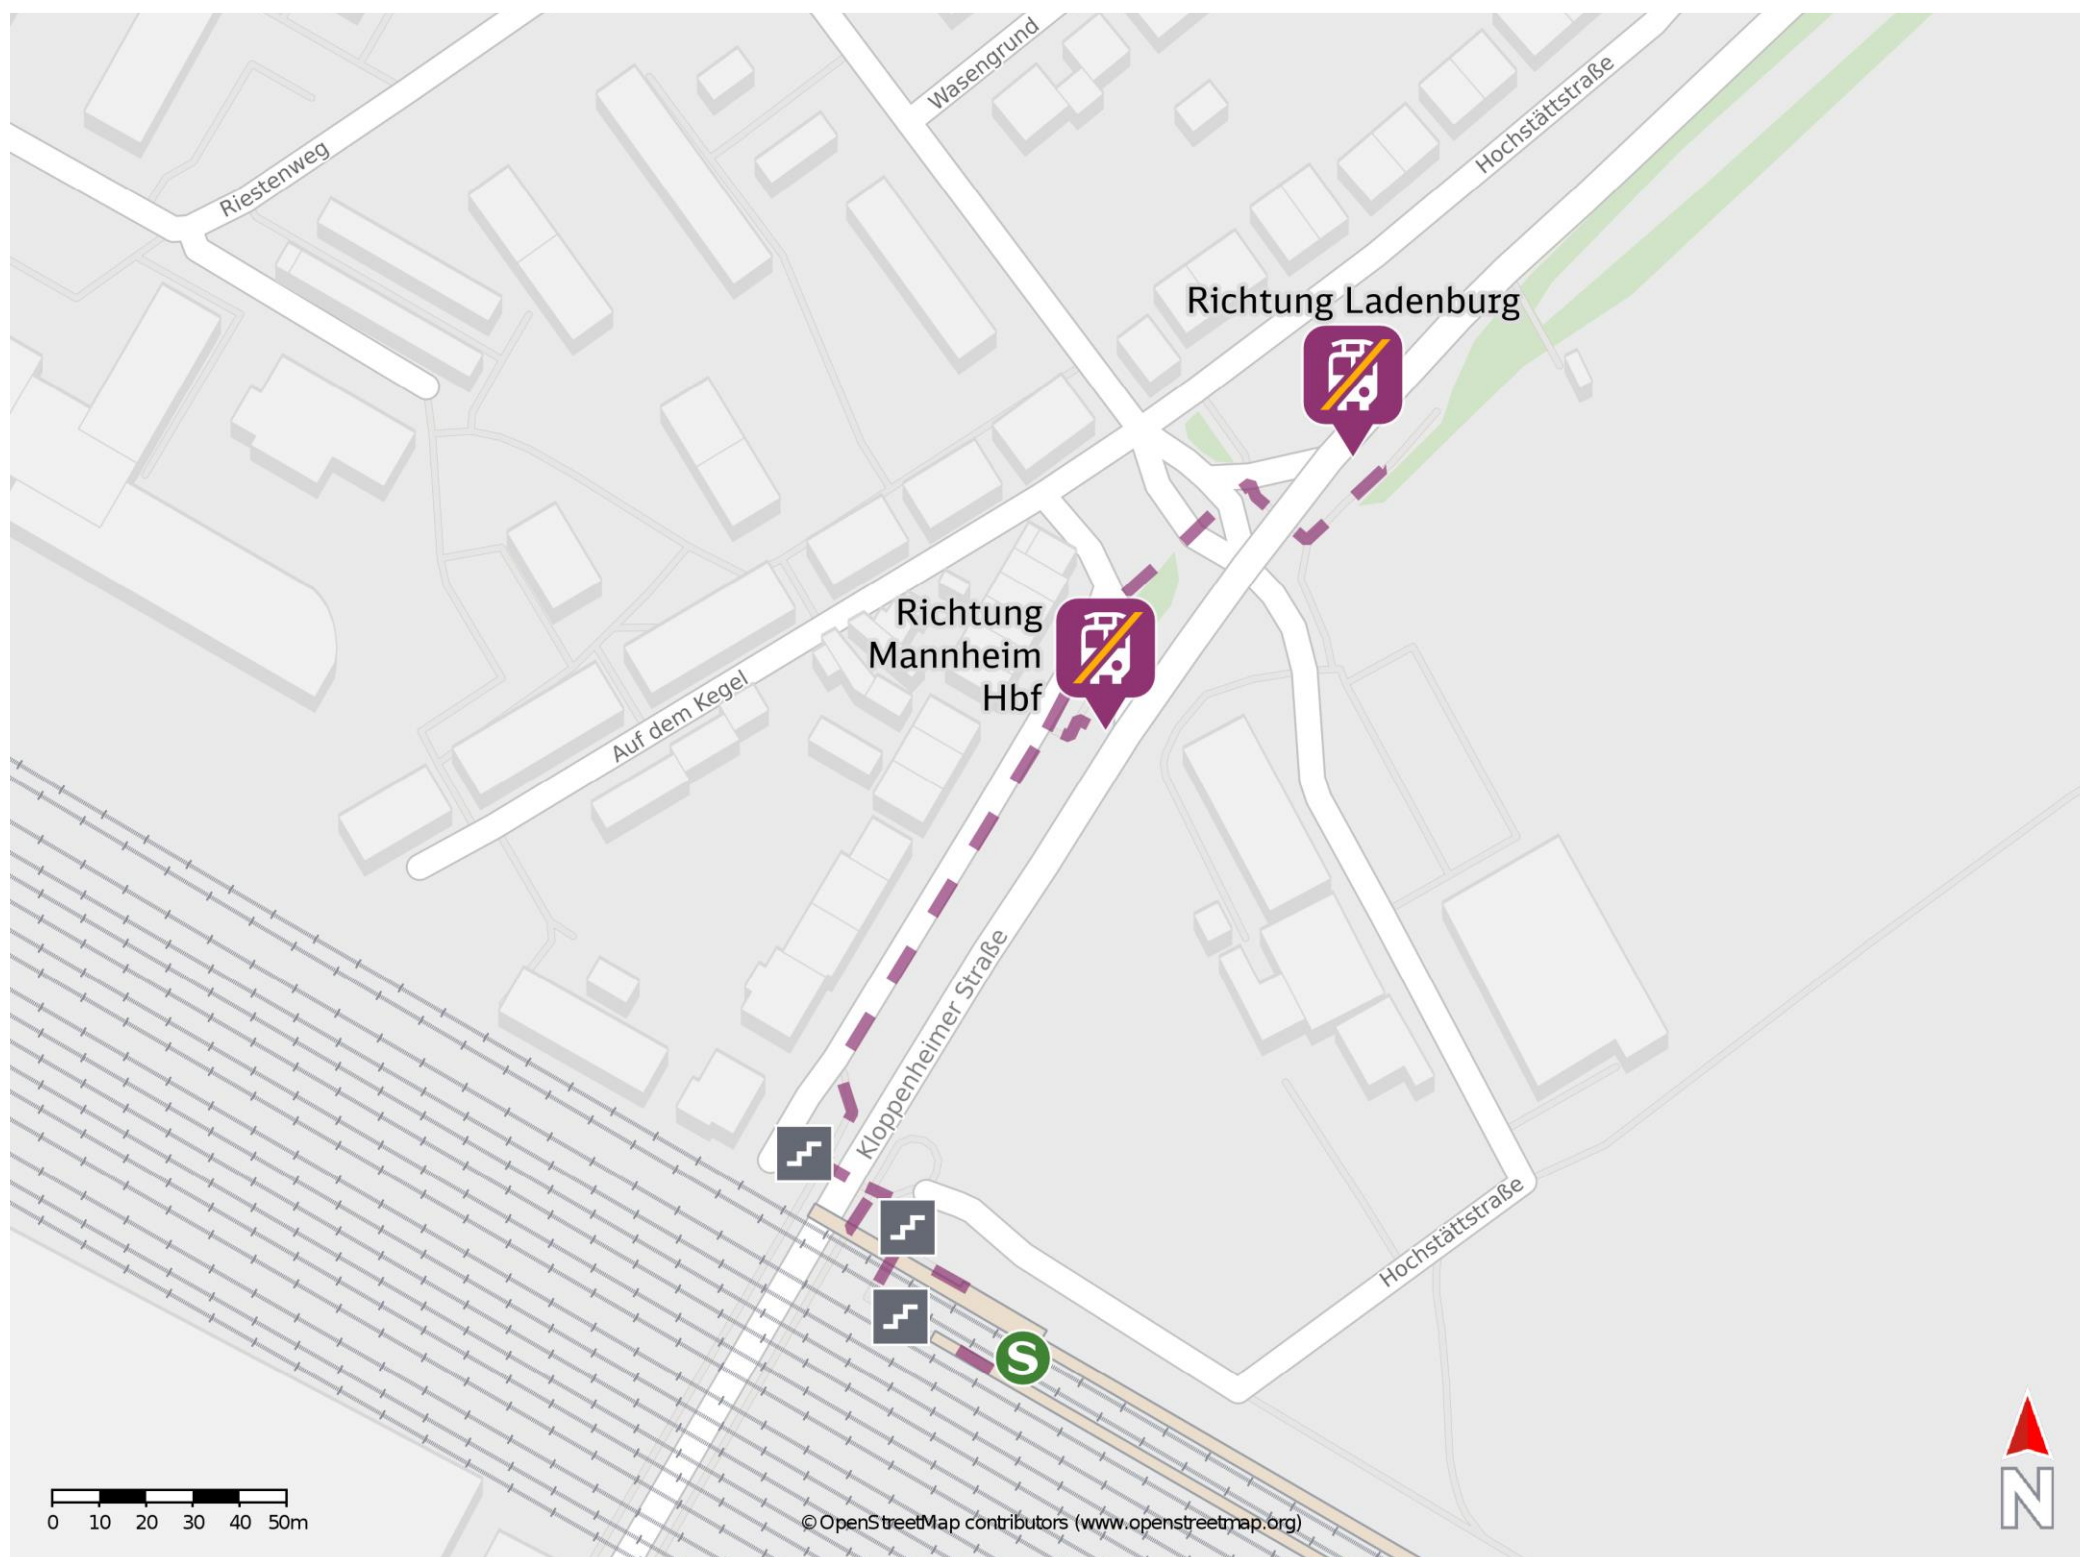 Wasengrund
Hochstättstraße
Riestenweg
Richtung Ladenburg
Richtung
Mannheim
Hbf
Auf dem Kegel
Kloppenheimer Straße
Hochstättstraße
S
N
0 10 20 30 40 50m
© OpenStreetMap contributors (www.openstreetmap.org)